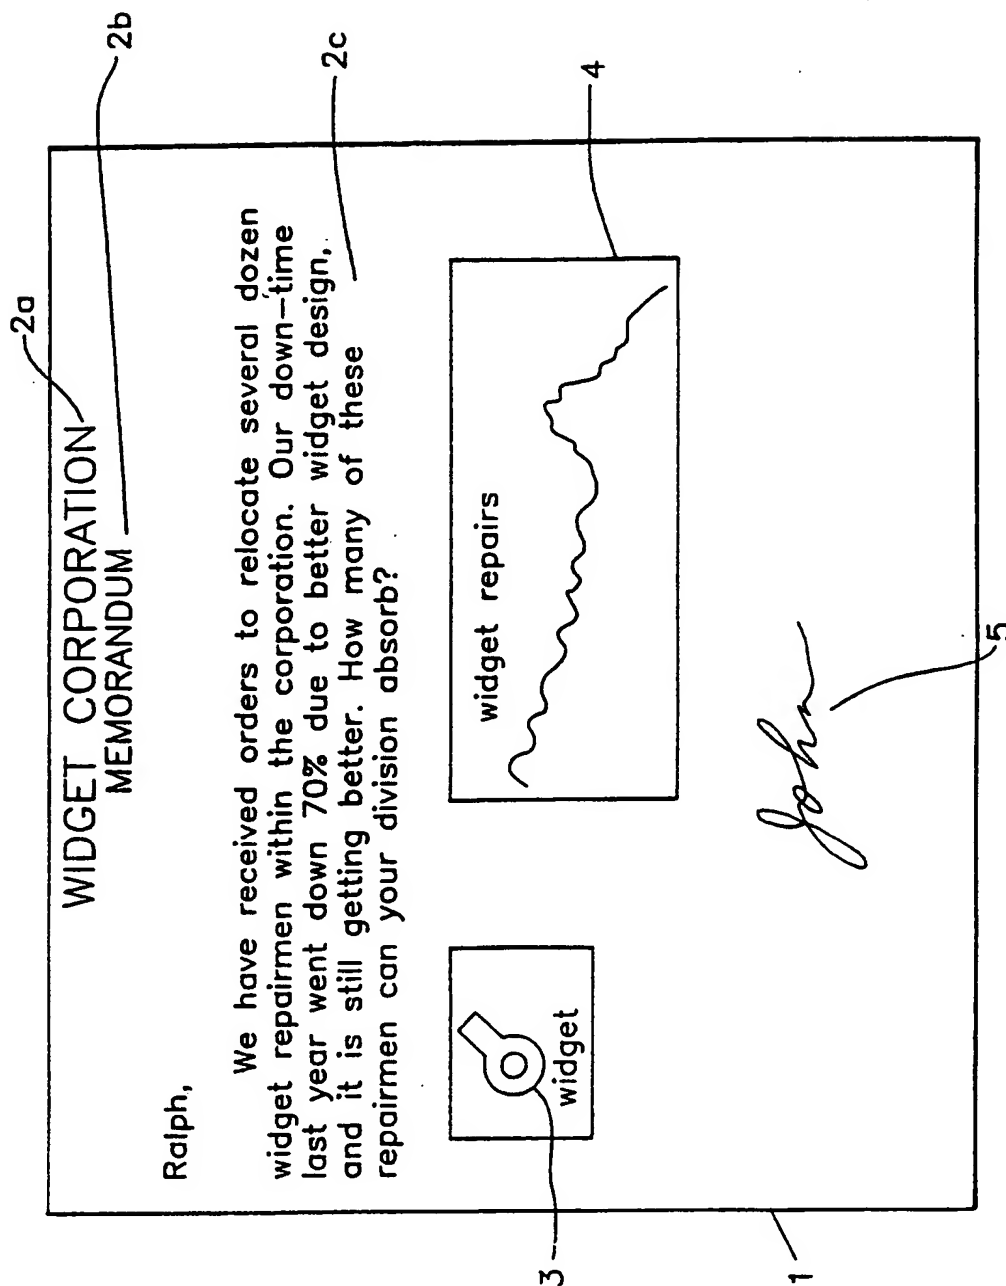 2a
WIDGET CORPORATION
MEMORANDUM
2b
Ralph,
We have received orders to relocate several dozen
widget repairmen within the corporation. Our down-time
last year went down 70% due to better widget design,
and it is still getting better. How many of these
repairmen can your division absorb?
2c
widget
widget repairs
4
3
John
5
1